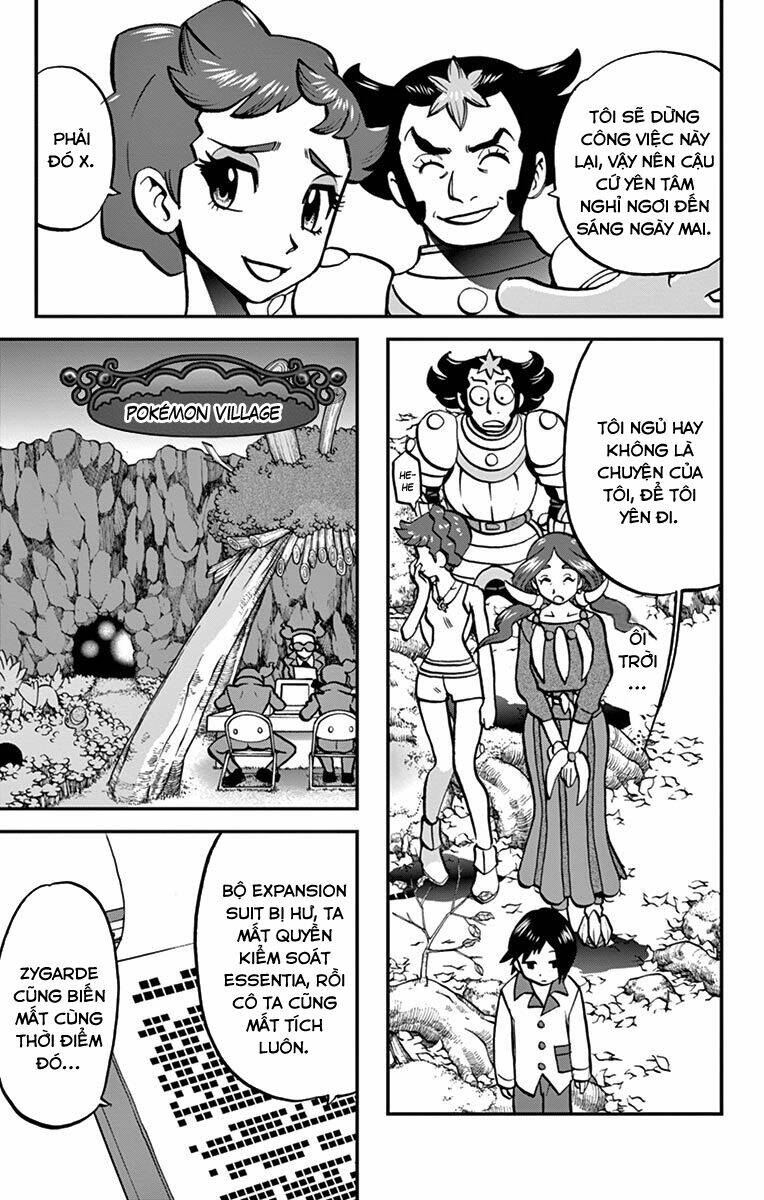 TÔI SẼ DỪNG
CÔNG VIỆC NÀY
LẠI, VẬY NÊN CẬU
CỨ YÊN TÂM
NGHỈ NGƠI ĐẾN
SÁNG NGÀY MAI.
PHẢI
ĐÓ X.
TÔI NGỦ HAY
KHÔNG LÀ
CHUYỆN CỦA
TÔI, ĐỂ TÔI
YÊN ĐI.
HE-
HE
ÔI
TRỜI
...
POKÉMON VILLAGE
BỘ EXPANSION
SUIT BỊ HƯ, TA
MẤT QUYỀN
KIỂM SOÁT
ESSENTIA, RỒI
CÔ TA CŨNG
MẤT TÍCH
LUÔN.
ZYGARDE
CŨNG BIẾN
MẤT CÙNG
THỜI ĐIỂM
ĐÓ...